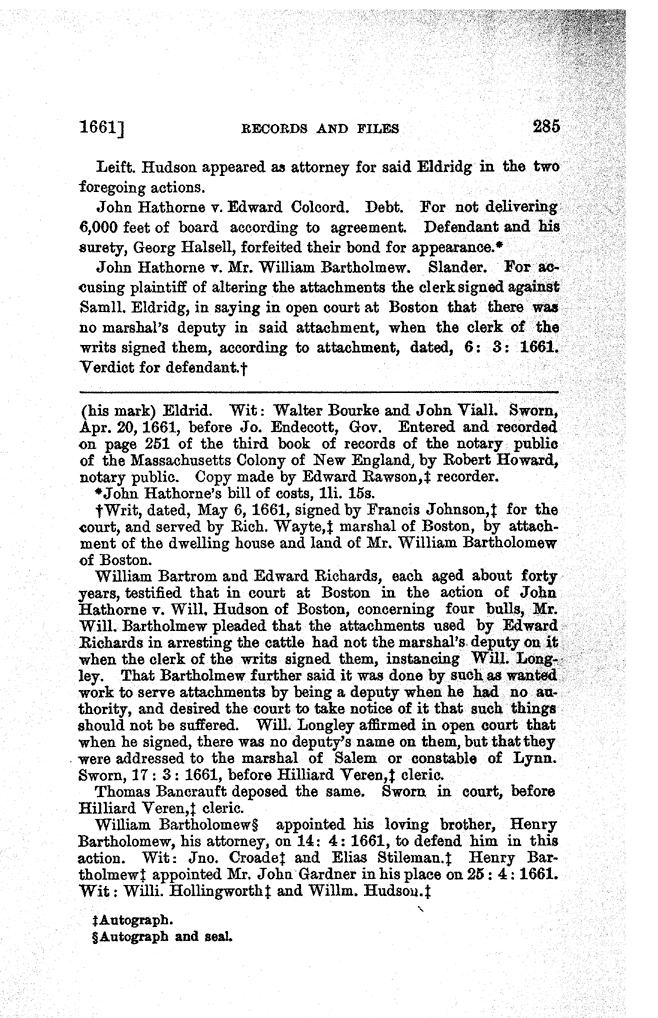 1661] RECORDS AND FILES 285
Leift. Hudson appeared as attorney for said Eldridg in the two
foregoing actions.
John Hathorne v. Edward Colcord. Debt. For not delivering
6,000 feet of board according to agreement. Defendant and his
surety, Georg Halsell, forfeited their bond for appearance.*
John Hathorne v. Mr. William Bartholmew. Slander. For ac-
cusing plaintiff of altering the attachments the clerk signed against
Samll. Eldridg, in saying in open court at Boston that there was
no marshal's deputy in said attachment, when the clerk of the
writs signed them, according to attachment, dated, 6: 3: 1661.
Verdict for defendant.†
(his mark) Eldrid. Wit: Walter Bourke and John Viall. Sworn,
Apr. 20, 1661, before Jo. Endecott, Gov. Entered and recorded
on page 251 of the third book of records of the notary public
of the Massachusetts Colony of New England, by Robert Howard,
notary public. Copy made by Edward Rawson,‡ recorder.
*John Hathorne's bill of costs, 1li. 15s.
†Writ, dated, May 6, 1661, signed by Francis Johnson,‡ for the
court, and served by Rich. Wayte,‡ marshal of Boston, by attach-
ment of the dwelling house and land of Mr. William Bartholomew
of Boston.
William Bartrom and Edward Richards, each aged about forty
years, testified that in court at Boston in the action of John
Hathorne v. Will. Hudson of Boston, concerning four bulls, Mr.
Will. Bartholmew pleaded that the attachments used by Edward
Richards in arresting the cattle had not the marshal's deputy on it
when the clerk of the writs signed them, instancing Will. Long-
ley. That Bartholmew further said it was done by such as wanted
work to serve attachments by being a deputy when he had no au-
thority, and desired the court to take notice of it that such things
should not be suffered. Will. Longley affirmed in open court that
when he signed, there was no deputy's name on them, but that they
were addressed to the marshal of Salem or constable of Lynn.
Sworn, 17: 3: 1661, before Hilliard Veren,‡ cleric.
Thomas Bancrauft deposed the same. Sworn in court, before
Hilliard Veren,‡ cleric.
William Bartholomew§ appointed his loving brother, Henry
Bartholomew, his attorney, on 14: 4: 1661, to defend him in this
action. Wit: Jno. Croade‡ and Elias Stileman.‡ Henry Bar-
tholmew‡ appointed Mr. John Gardner in his place on 25: 4: 1661.
Wit: Willi. Hollingworth‡ and Willm. Hudson.‡
‡Autograph.
§Autograph and seal.